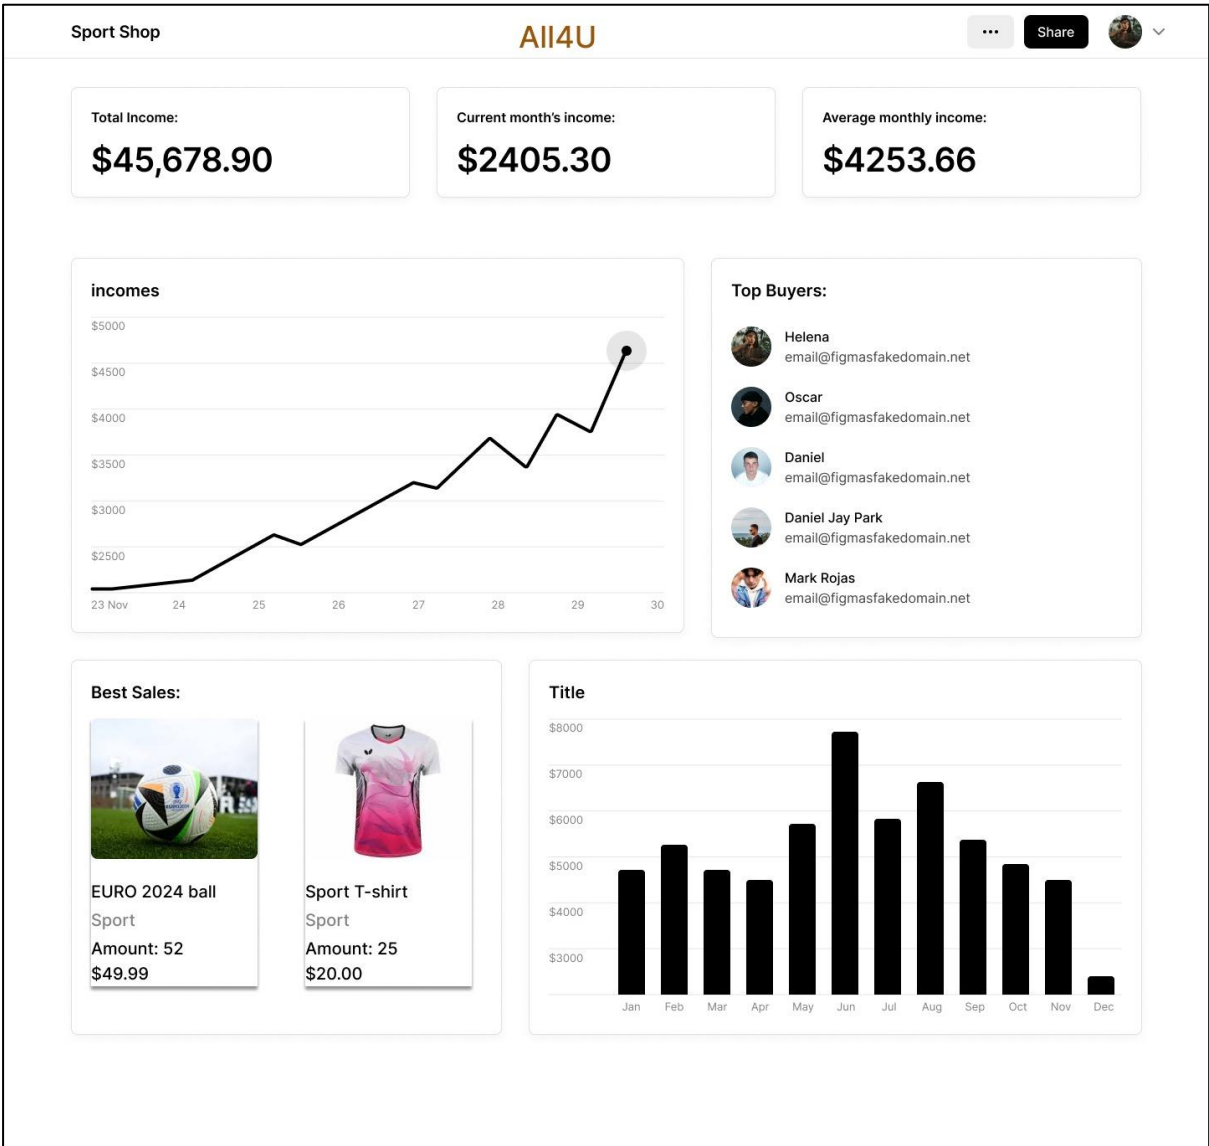 Sport Shop
All4U
Share
Total Income:
$45,678.90
Current month's income:
$2405.30
Average monthly income:
$4253.66
incomes
$5000
$4500
$4000
$3500
$3000
$2500
23 Nov 24 25 26 27 28 29 30
Top Buyers:
Helena
email@figmasfakedomain.net
Oscar
email@figmasfakedomain.net
Daniel
email@figmasfakedomain.net
Daniel Jay Park
email@figmasfakedomain.net
Mark Rojas
email@figmasfakedomain.net
Best Sales:
EURO 2024 ball
Sport
Amount: 52
$49.99
Sport T-shirt
Sport
Amount: 25
$20.00
Title
$8000
$7000
$6000
$5000
$4000
$3000
Jan Feb Mar Apr May Jun Jul Aug Sep Oct Nov Dec